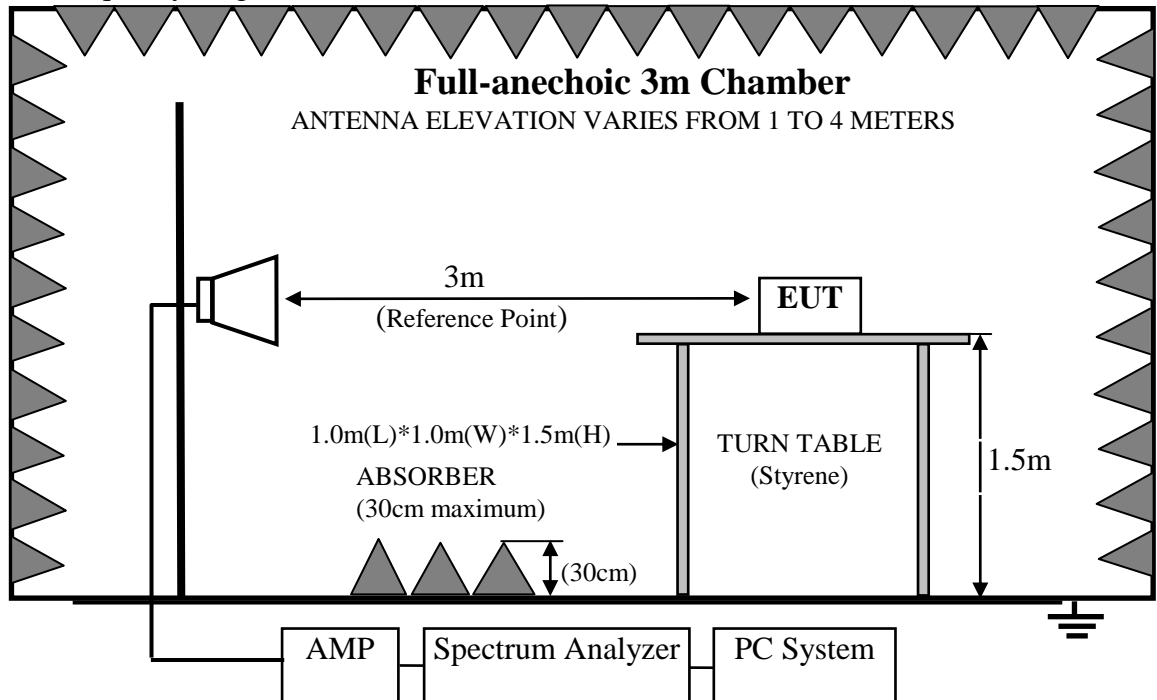 Full-anechoic 3m Chamber
ANTENNA ELEVATION VARIES FROM 1 TO 4 METERS
3m
(Reference Point)
EUT
1.0m(L)*1.0m(W)*1.5m(H)
TURN TABLE
(Styrene)
1.5m
ABSORBER
(30cm maximum)
(30cm)
AMP
Spectrum Analyzer
PC System